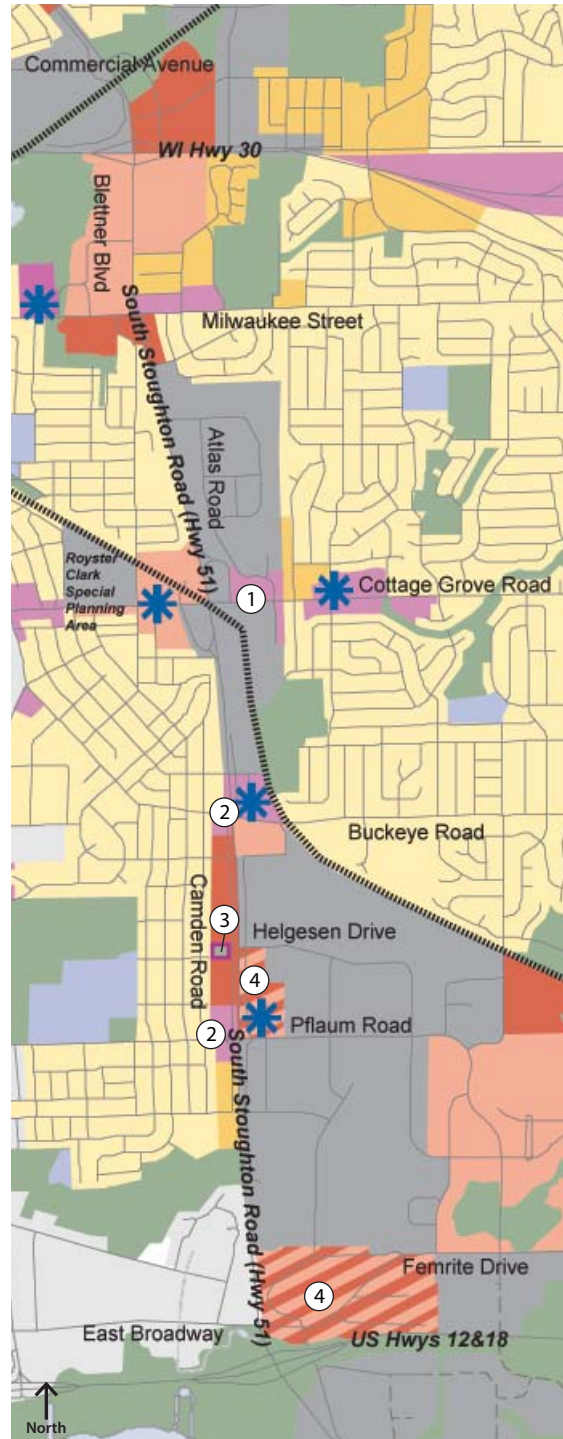 Commercial Avenue
WI Hwy 30
Blettner Blvd
Milwaukee Street
South Stoughton Road (Hwy 51)
Atlas Road
Royster
Clark
Special
Planning
Area
1
Cottage Grove Road
2
Buckeye Road
Camden Road
3
Helgesen Drive
4
Pflaum Road
2
South Stoughton Road (Hwy 51)
Femrite Drive
4
East Broadway
US Hwys 12&18
North